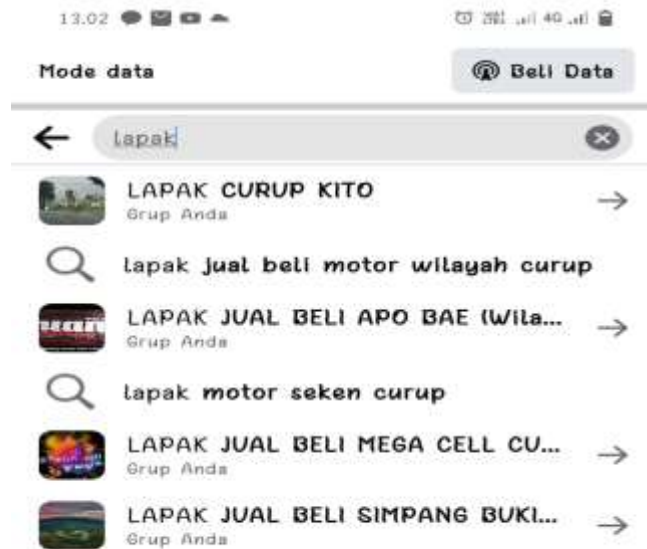 13.02
4G
Mode data
Beli Data
lapak
LAPAK CURUP KITO
Grup Anda
lapak jual beli motor wilayah curup
LAPAK JUAL BELI APO BAE (Wila...
Grup Anda
lapak motor seken curup
LAPAK JUAL BELI MEGA CELL CU...
Grup Anda
LAPAK JUAL BELI SIMPANG BUKI...
Grup Anda